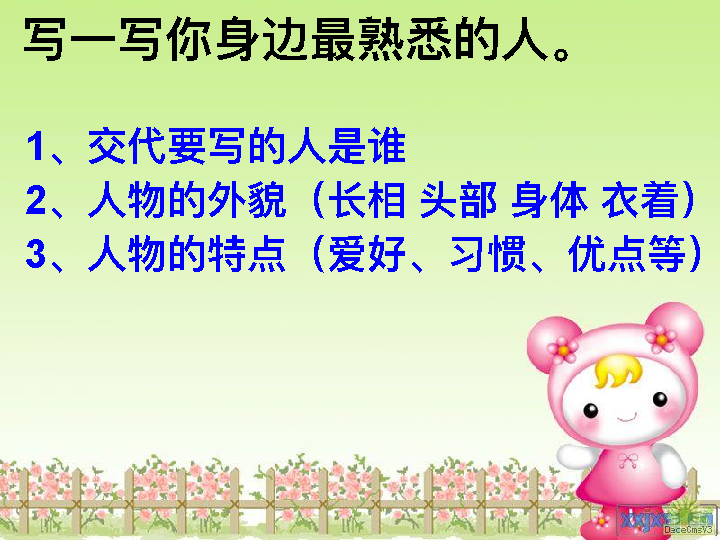 写一写你身边最熟悉的人。
1、交代要写的人是谁
2、人物的外貌（长相 头部 身体 衣着）
3、人物的特点（爱好、习惯、优点等）
DedeCmsV3